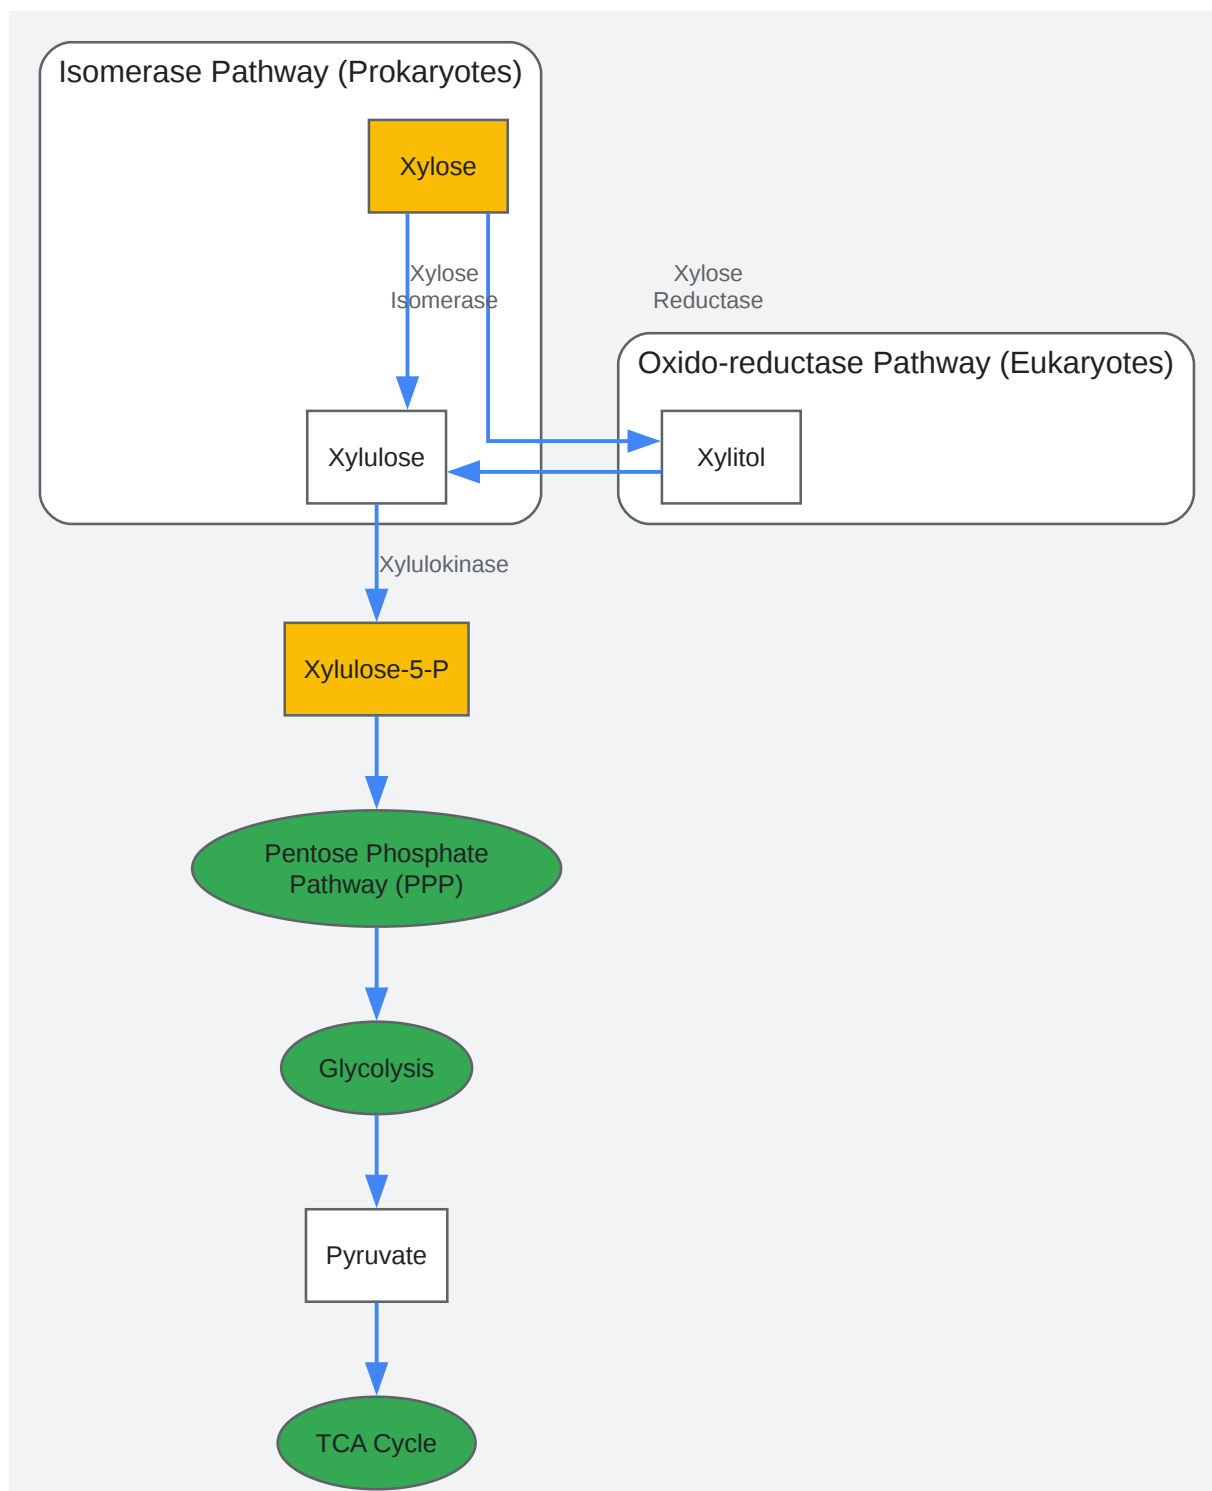 Isomerase Pathway (Prokaryotes)
Xylose
Xylose
Isomerase
Xylose
Reductase
Oxido-reductase Pathway (Eukaryotes)
Xylulose
Xylitol
Xylulokinase
Xylulose-5-P
Pentose Phosphate
Pathway (PPP)
Glycolysis
Pyruvate
TCA Cycle